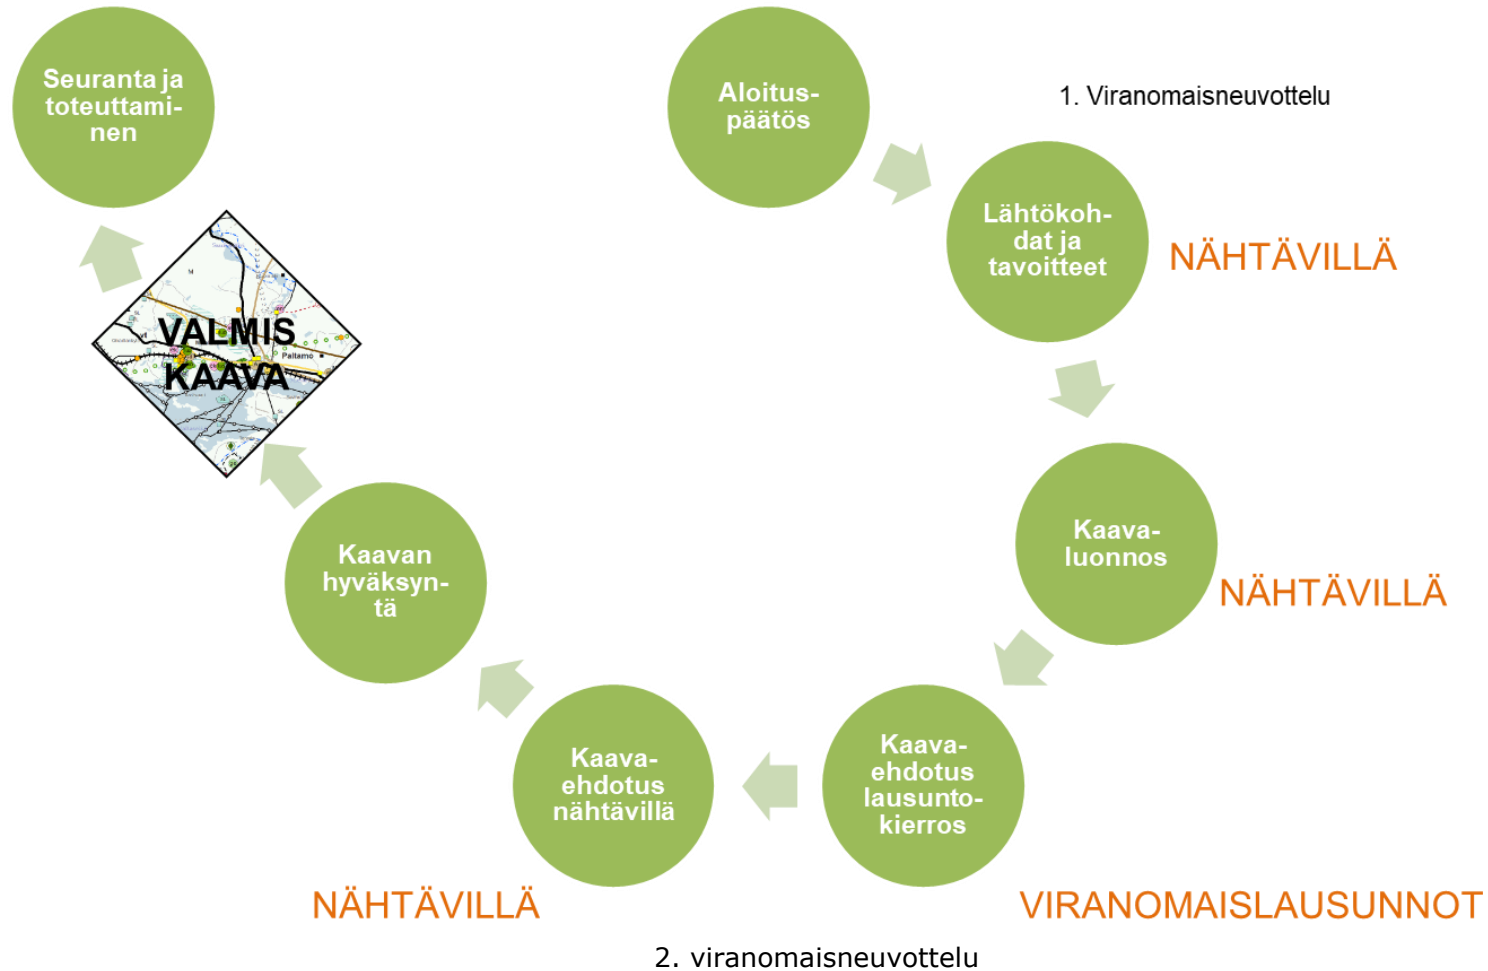 Aloitus-
päätös
1. Viranomaisneuvottelu
Lähtökoh-
dat ja
tavoitteet
NÄHTÄVILLÄ
Kaava-
luonnos
NÄHTÄVILLÄ
Kaava-
ehdotus
lausunto-
kierros
VIRANOMAISLAUSUNNOT
2. viranomaisneuvottelu
Kaava-
ehdotus
nähtävillä
NÄHTÄVILLÄ
Kaavan
hyväksyn-
tä
VALMIS
KAAVA
Paltamo
Seuranta ja
toteuttami-
nen